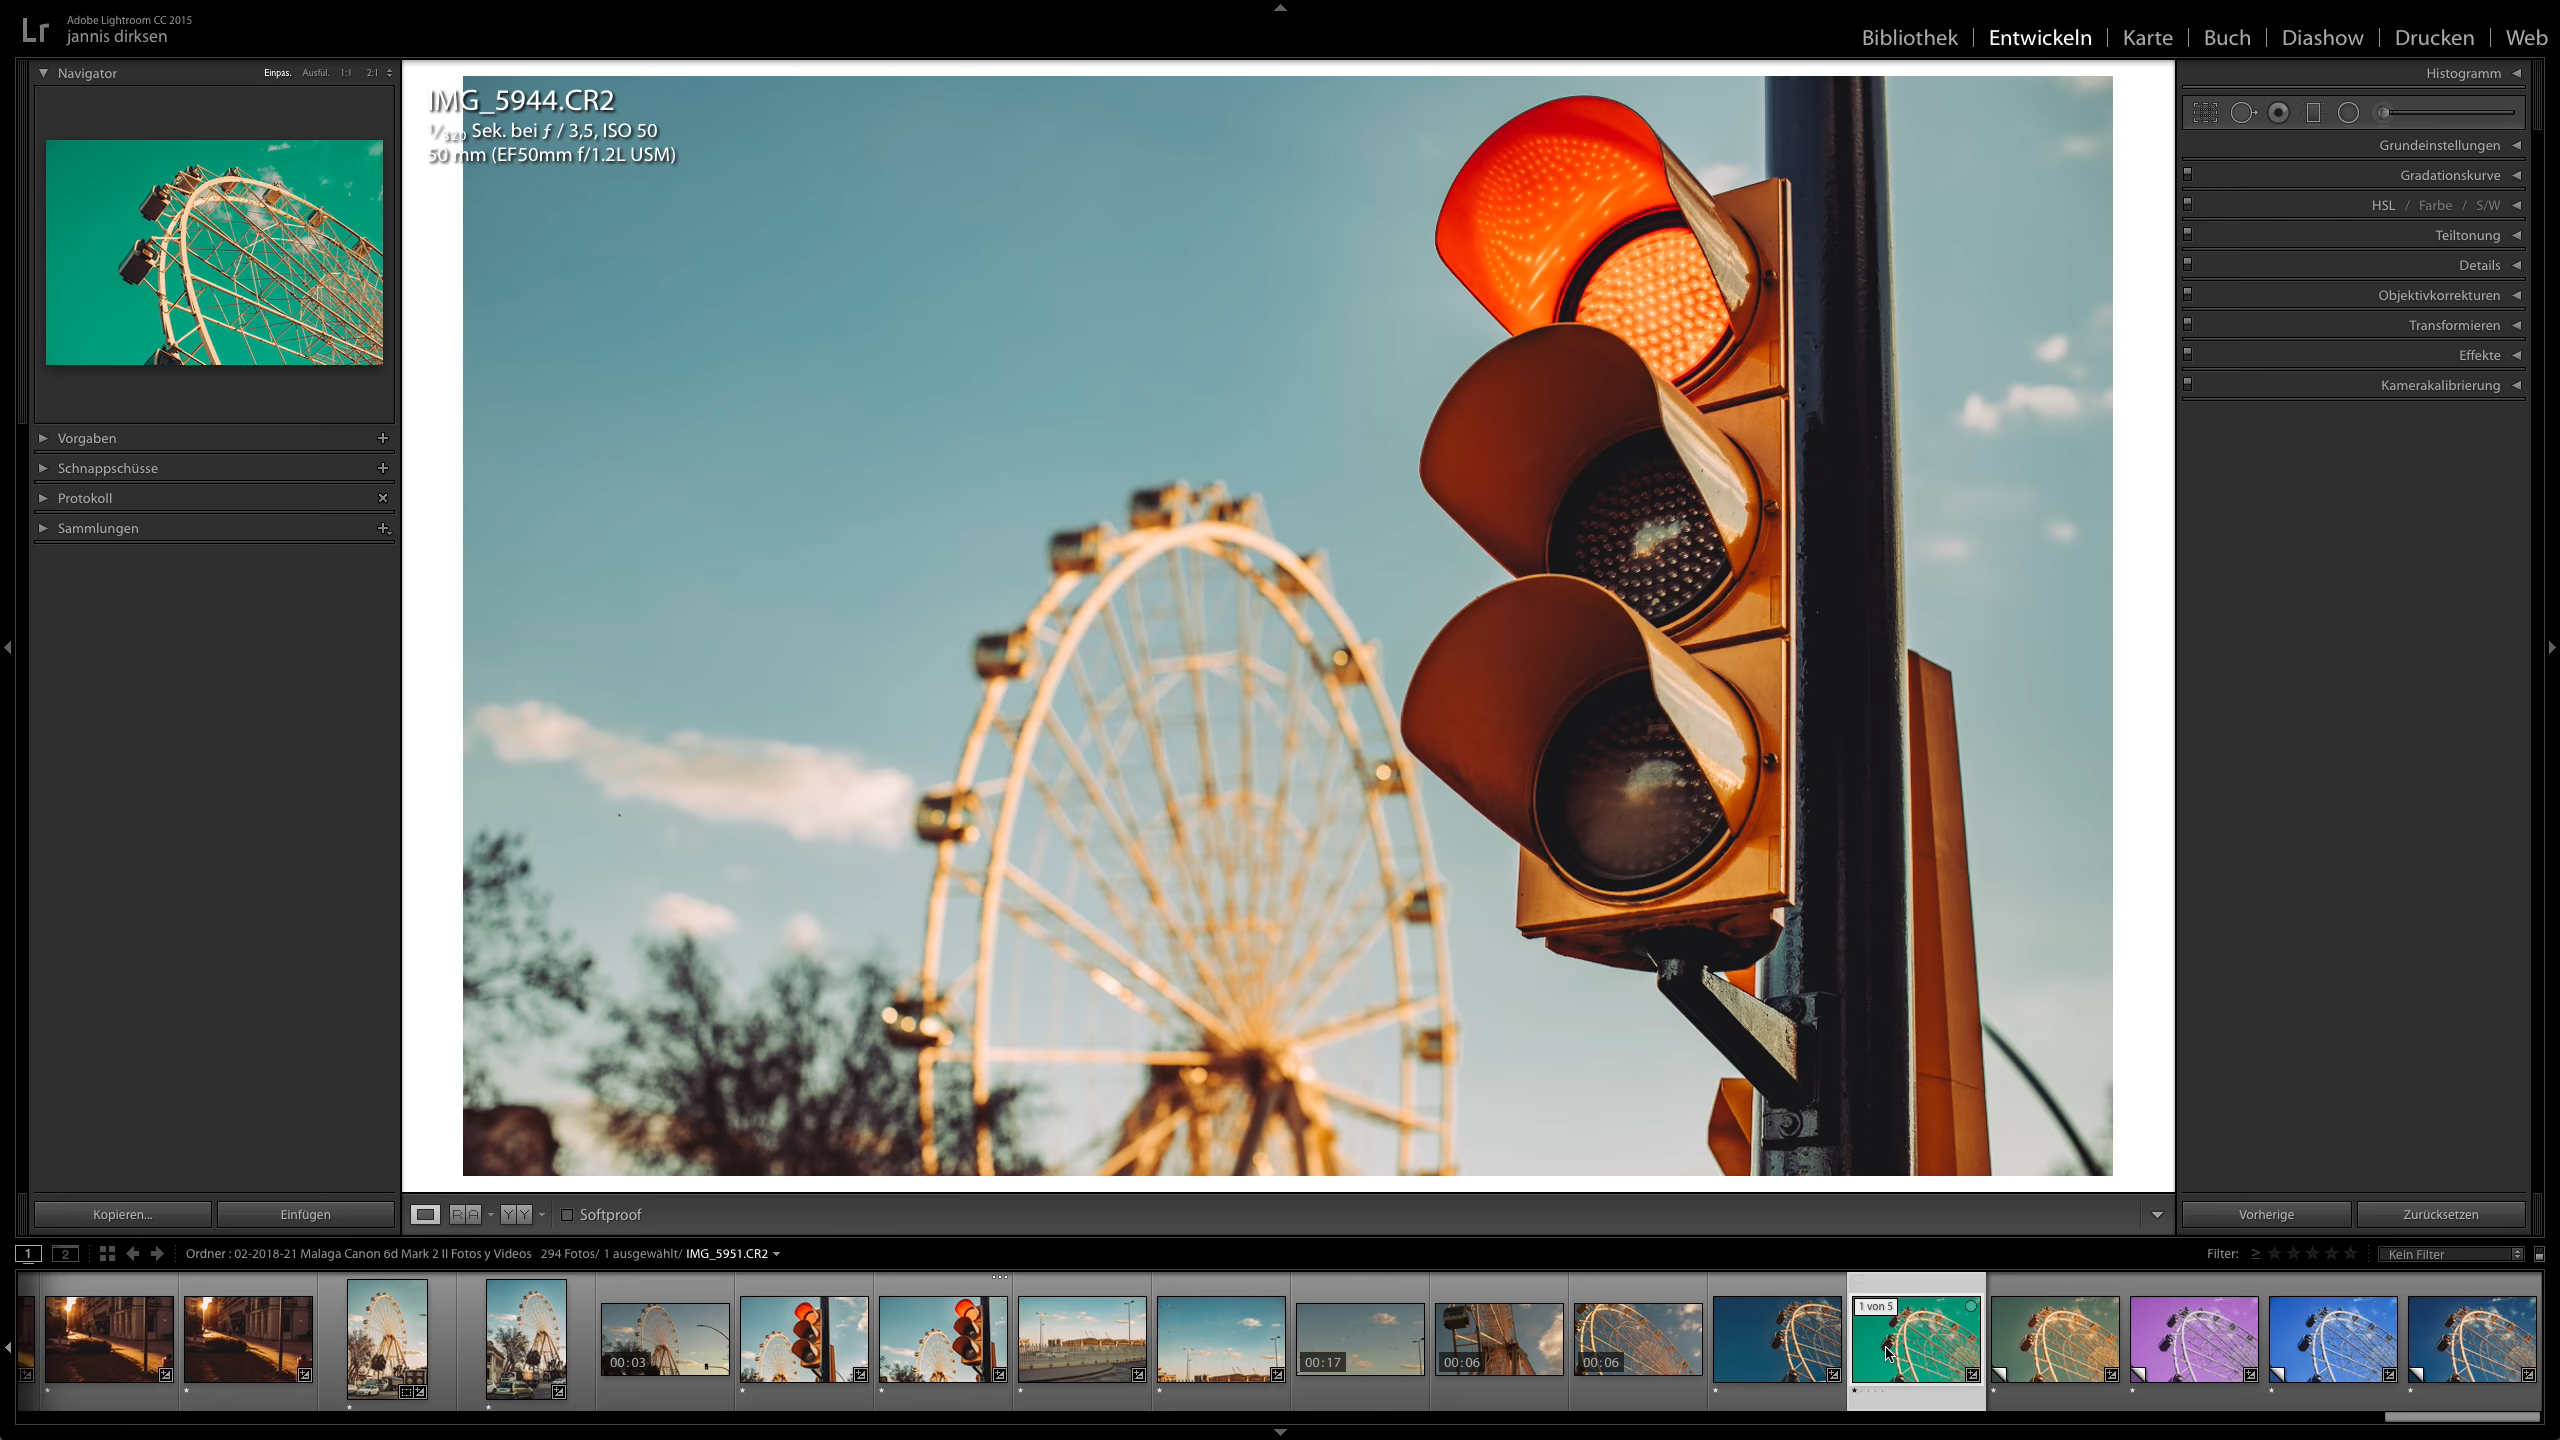 Lr
Adobe Lightroom CC 2015
jannis dirksen
Bibliothek | Entwickeln | Karte | Buch | Diashow | Drucken | Web
Navigator Einpas. Ausfül. 1:1 2:1
Histogramm
IMG_5944.CR2
1/320 Sek. bei ƒ / 3,5, ISO 50
50 mm (EF50mm f/1.2L USM)
Grundeinstellungen
Gradationskurve
HSL / Farbe / S/W
Teiltonung
Details
Objektivkorrekturen
Transformieren
Effekte
Kamerakalibrierung
Vorgaben
Schnappschüsse
Protokoll
Sammlungen
Kopieren...
Einfügen
R A
Y Y
Softproof
Vorherige
Zurücksetzen
1 2 Ordner : 02-2018-21 Malaga Canon 6d Mark 2 II Fotos y Videos 294 Fotos/ 1 ausgewählt/ IMG_5951.CR2
Filter: ≥ Kein Filter
1 von 5
00:03
00:17
00:06
00:06